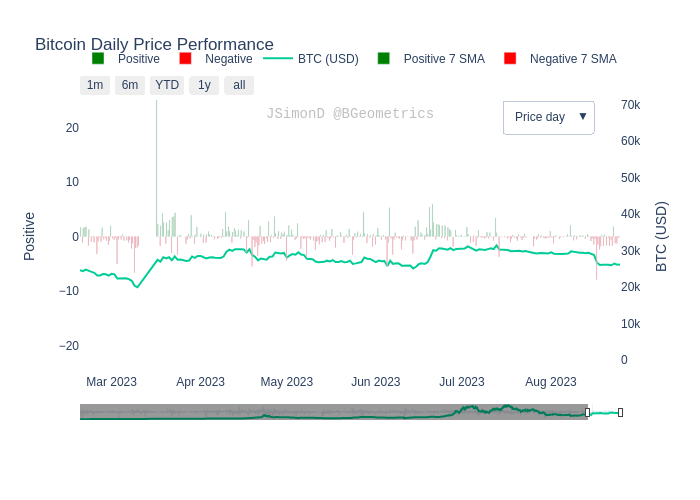 Bitcoin Daily Price Performance
Positive Negative BTC (USD) Positive 7 SMA Negative 7 SMA
1m 6m YTD 1y all
JSimonD @BGeometrics
Price day ▼
Positive
20
10
0
−10
−20
70k
60k
50k
40k
30k
20k
10k
0
BTC (USD)
Mar 2023 Apr 2023 May 2023 Jun 2023 Jul 2023 Aug 2023